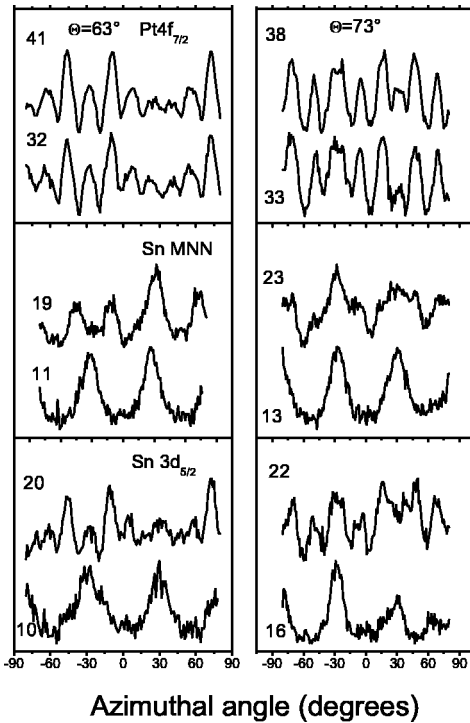 Θ=63° Pt4f7/2
41
32
Θ=73°
38
33
Sn MNN
19
11
23
13
Sn 3d5/2
20
10
22
16
-90 -60 -30 0 30 60 90
-90 -60 -30 0 30 60 90
Azimuthal angle (degrees)